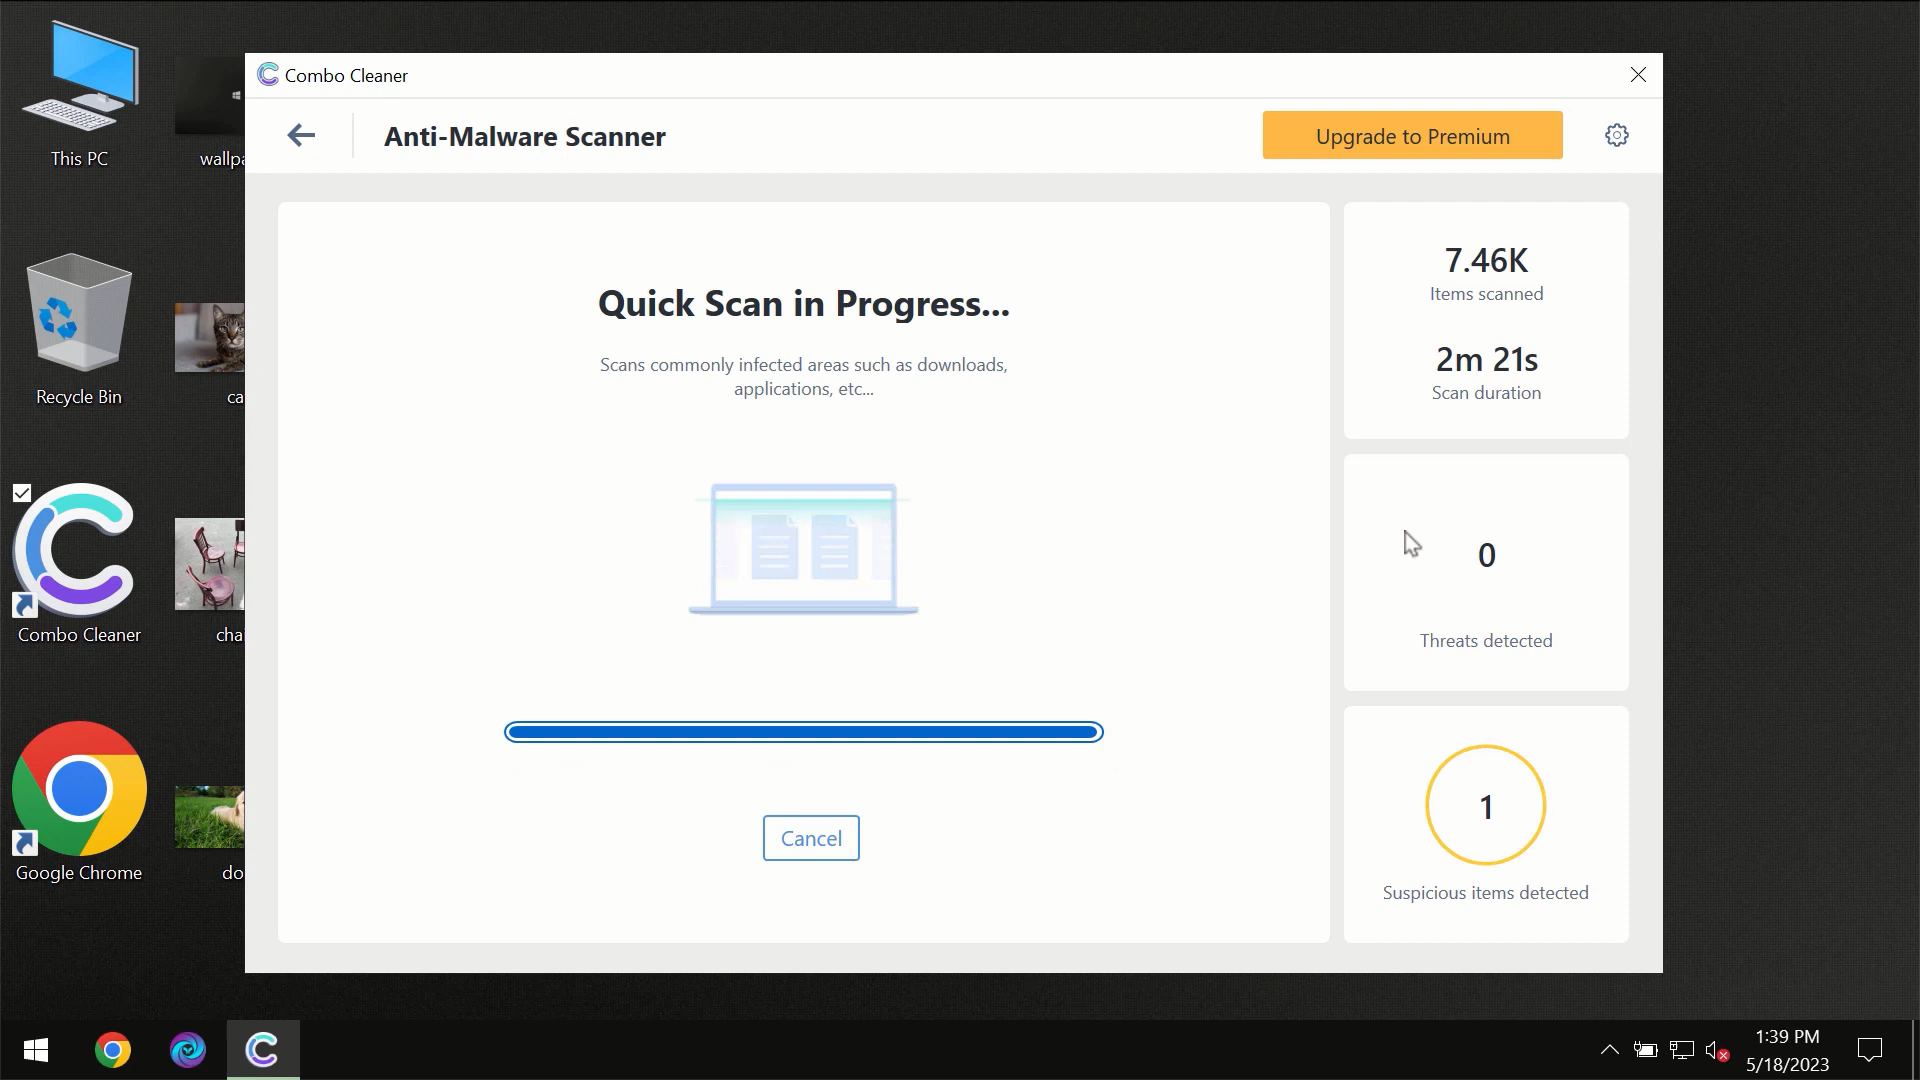 This PC
wallpa
Recycle Bin
ca
Combo Cleaner
chai
Google Chrome
do
Combo Cleaner
Anti-Malware Scanner
Upgrade to Premium
Quick Scan in Progress...
Scans commonly infected areas such as downloads,
applications, etc...
Cancel
7.46K
Items scanned
2m 21s
Scan duration
0
Threats detected
1
Suspicious items detected
1:39 PM
5/18/2023